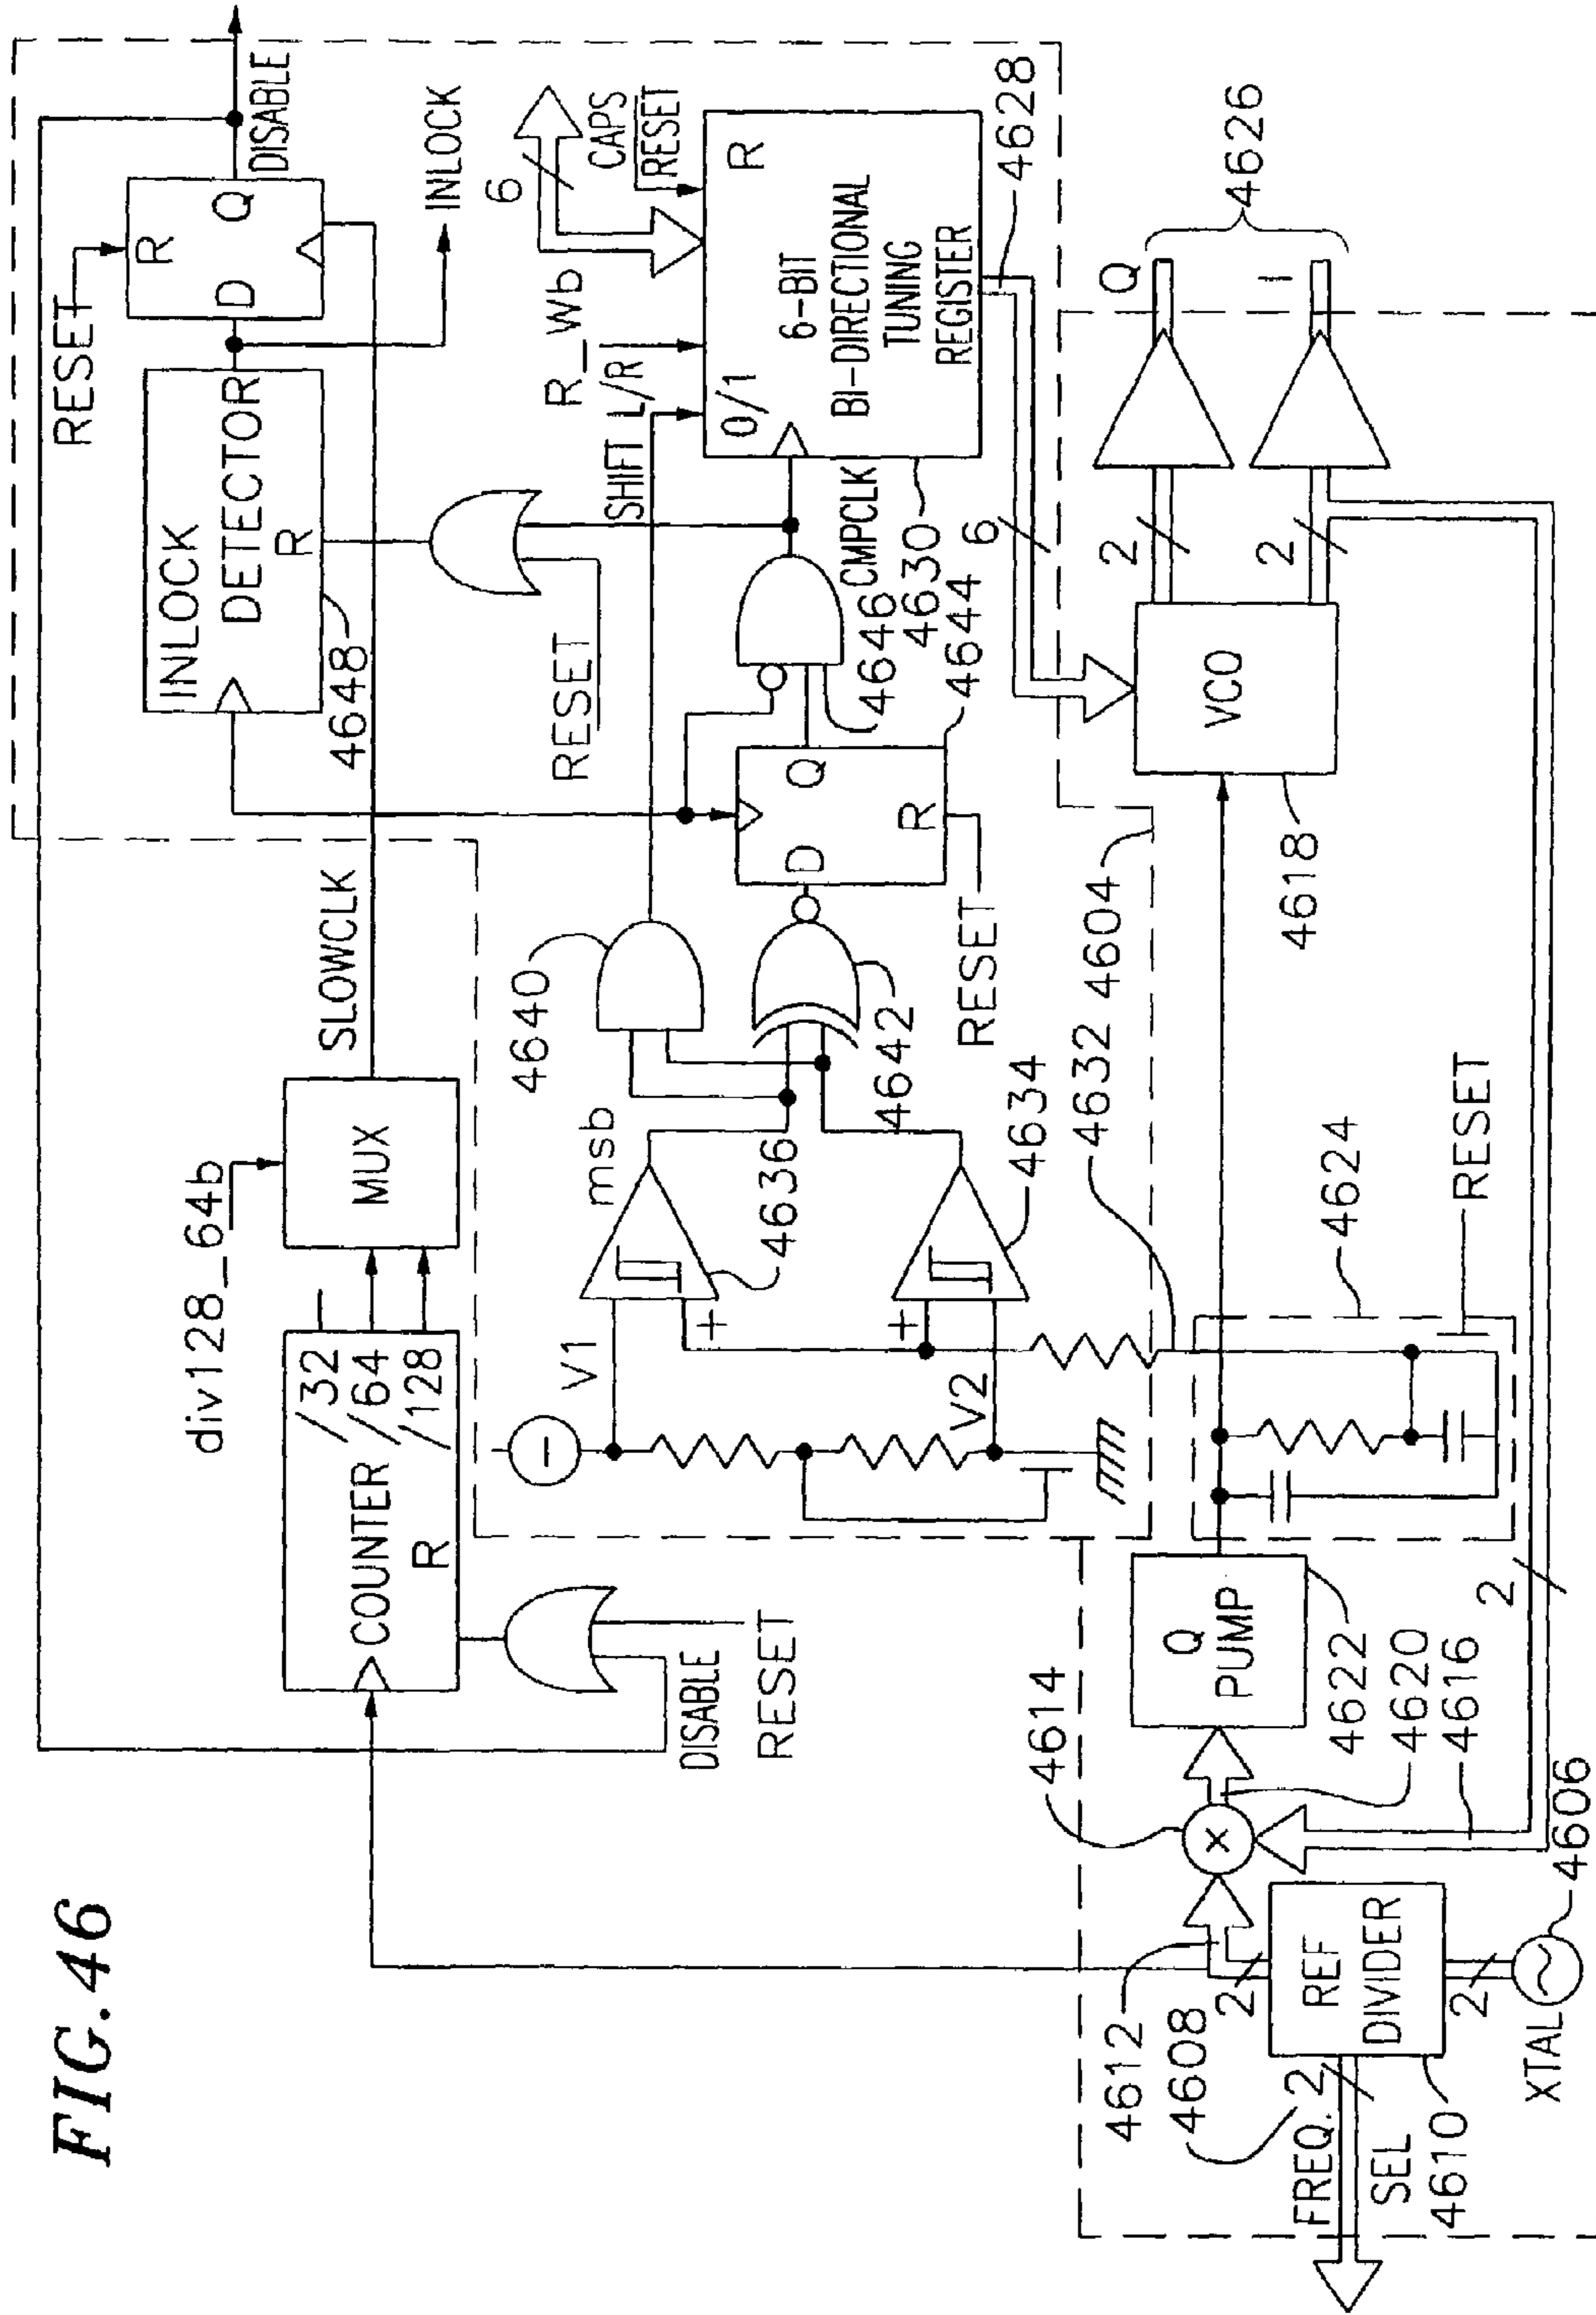 FIG.46
RESET
D
Q
R
DISABLE
INLOCK
DETECTOR
R
4648
INLOCK
SLOWCLK
MUX
div128_64b
COUNTER
/32
/64
/128
R
DISABLE
RESET
RESET
6
CAPS
RESET
R_Wb
SHIFT L/R
0/1
R
6-BIT
BI-DIRECTIONAL
TUNING
REGISTER
4628
CMPCLK
4630
6
4646
4644
D
Q
R
RESET
4640
4642
msb
4636
4634
4632
4604
V1
V2
+
+
4614
Q
PUMP
4622
4620
4616
4624
RESET
VCO
4618
2
2
Q
I
4626
2
4612
4608
2
REF
DIVIDER
FREQ.
2
SEL
4610
2
XTAL
4606
X